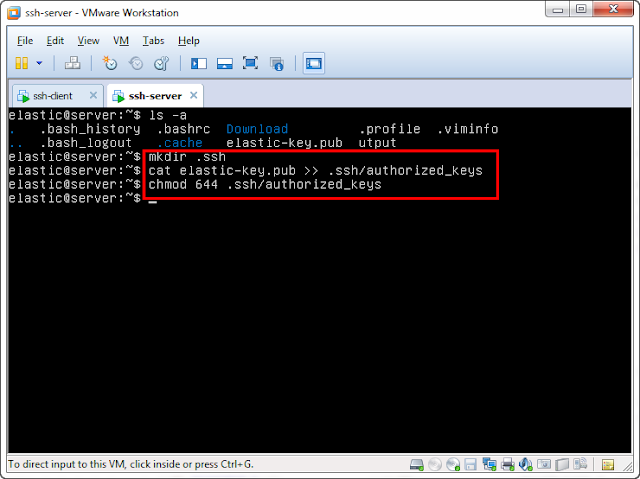 ssh-server - VMware Workstation
File Edit View VM Tabs Help
ssh-client ssh-server
elastic@server:~$ ls -a
. .bash_history .bashrc Download .profile .viminfo
.. .bash_logout .cache elastic-key.pub utput
elastic@server:~$ mkdir .ssh
elastic@server:~$ cat elastic-key.pub >> .ssh/authorized_keys
elastic@server:~$ chmod 644 .ssh/authorized_keys
elastic@server:~$ _
To direct input to this VM, click inside or press Ctrl+G.